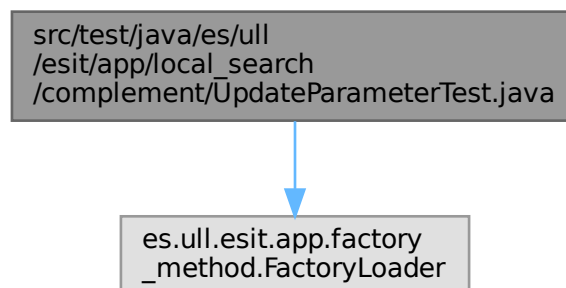 src/test/java/es/ull
/esit/app/local_search
/complement/UpdateParameterTest.java
es.ull.esit.app.factory
_method.FactoryLoader